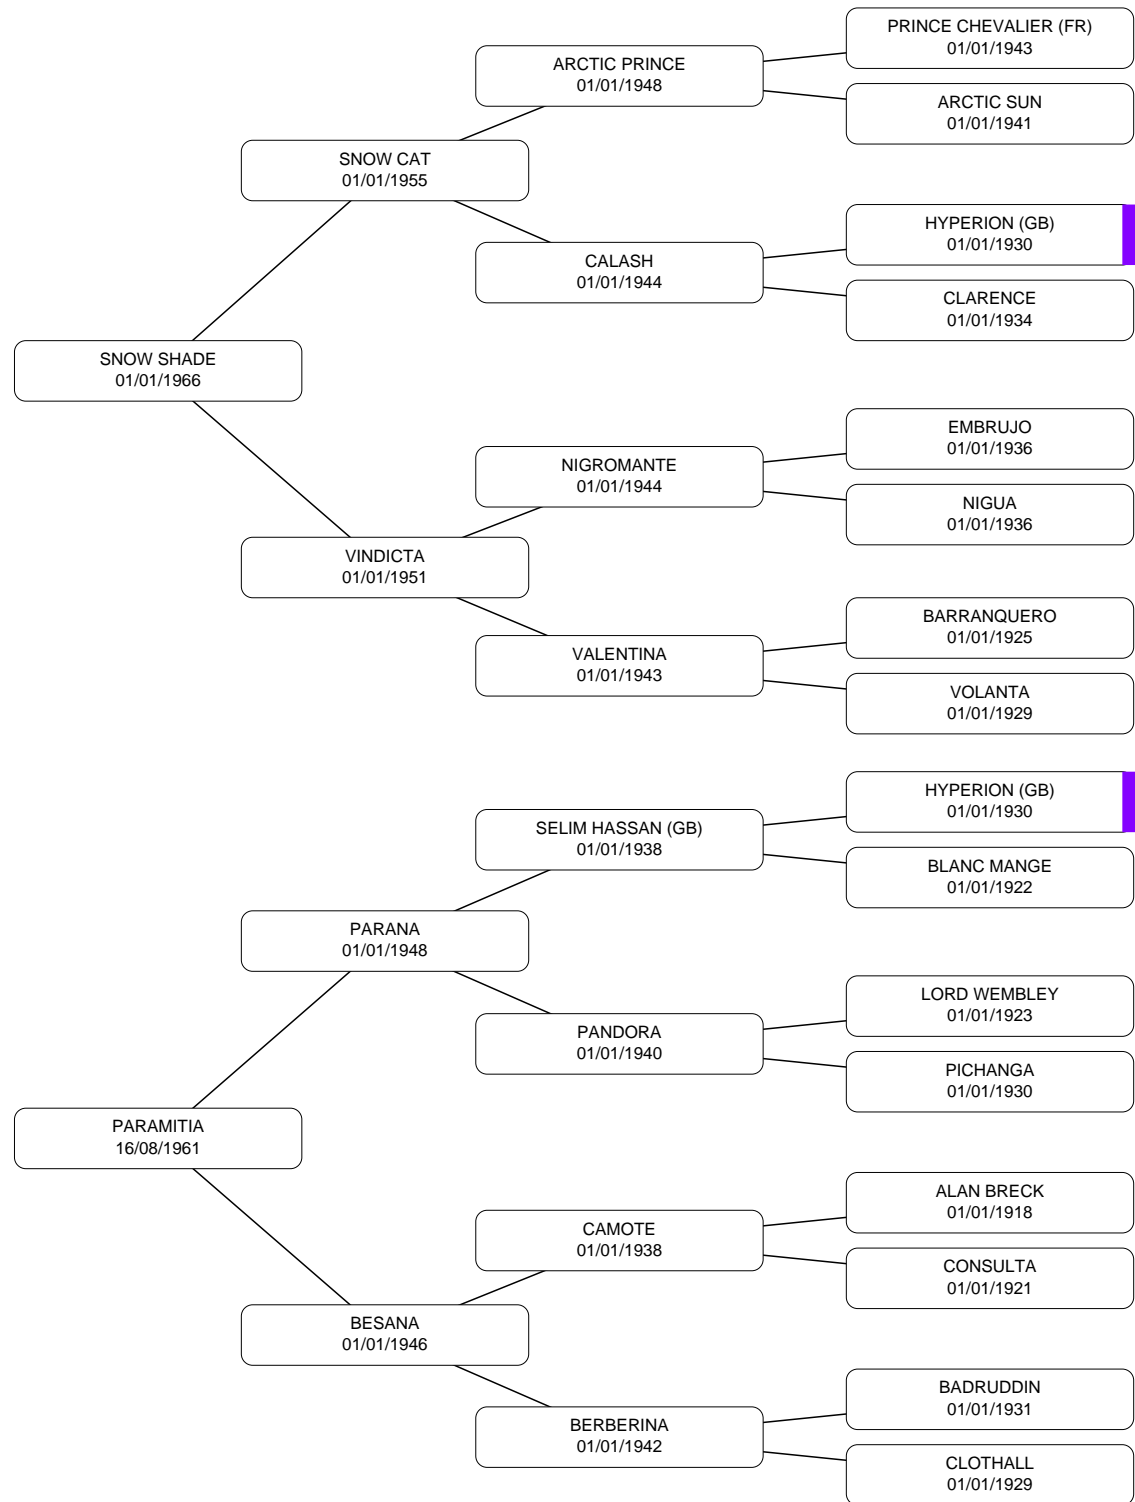 PRINCE CHEVALIER (FR)
01/01/1943
ARCTIC PRINCE
01/01/1948
ARCTIC SUN
01/01/1941
SNOW CAT
01/01/1955
HYPERION (GB)
01/01/1930
CALASH
01/01/1944
CLARENCE
01/01/1934
SNOW SHADE
01/01/1966
EMBRUJO
01/01/1936
NIGROMANTE
01/01/1944
NIGUA
01/01/1936
VINDICTA
01/01/1951
BARRANQUERO
01/01/1925
VALENTINA
01/01/1943
VOLANTA
01/01/1929
HYPERION (GB)
01/01/1930
SELIM HASSAN (GB)
01/01/1938
BLANC MANGE
01/01/1922
PARANA
01/01/1948
LORD WEMBLEY
01/01/1923
PANDORA
01/01/1940
PICHANGA
01/01/1930
PARAMITIA
16/08/1961
ALAN BRECK
01/01/1918
CAMOTE
01/01/1938
CONSULTA
01/01/1921
BESANA
01/01/1946
BADRUDDIN
01/01/1931
BERBERINA
01/01/1942
CLOTHALL
01/01/1929